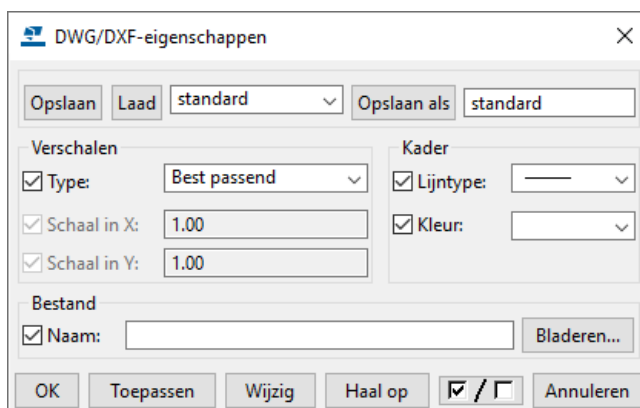 DWG/DXF-eigenschappen
Opslaan Laad standard Opslaan als standard
Verschalen Kader
Type: Best passend Lijntype:
Schaal in X: 1.00 Kleur:
Schaal in Y: 1.00
Bestand
Naam: Bladeren...
OK Toepassen Wijzig Haal op / Annuleren